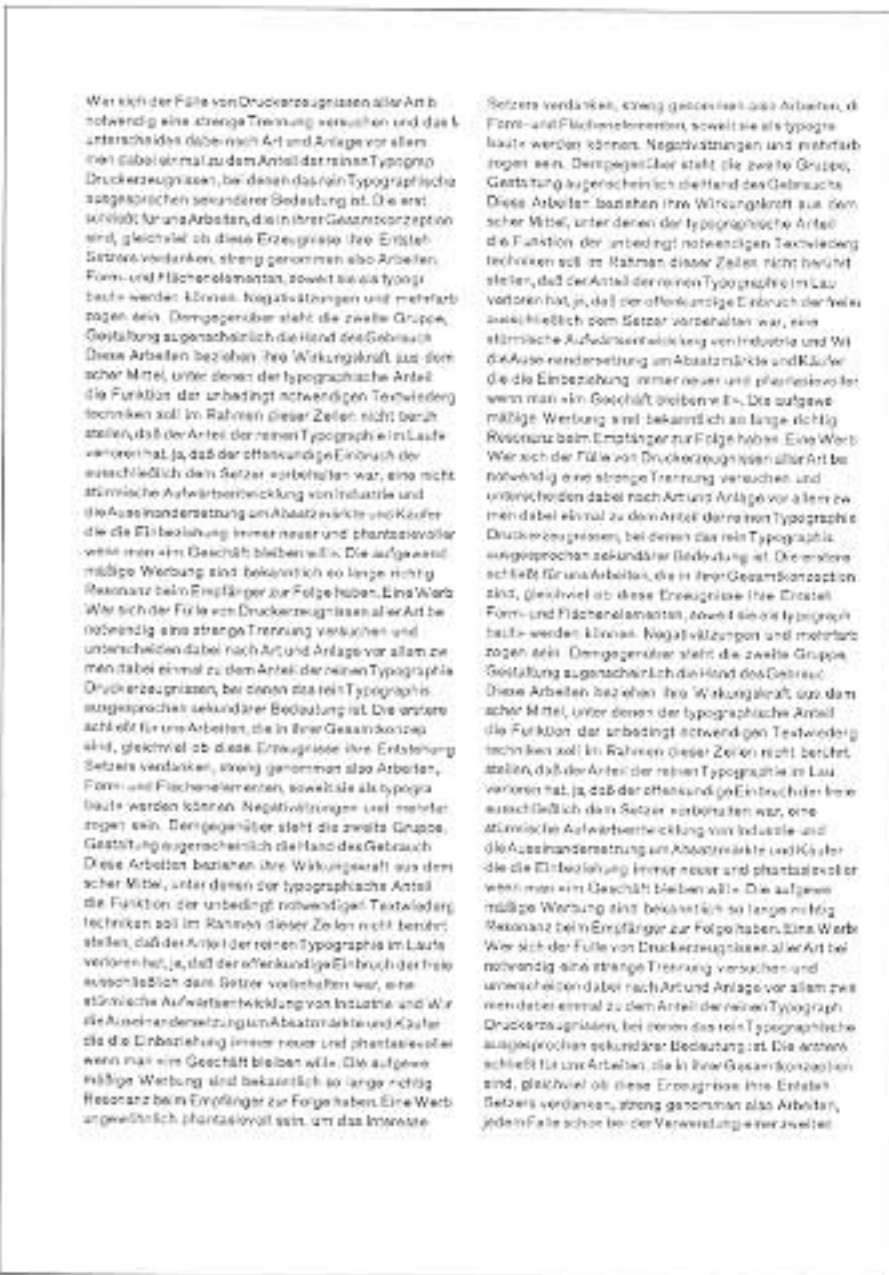 Wer sich der Fülle von Druckerzeugnissen aller Art b
notwendig eine strenge Trennung versuchen und das
unterscheiden dabei nach Art und Anlage vor allem
men dabei einmal zu dem Anteil der reinen Typograp
Druckerzeugnissen, bei denen das rein Typographische
ausgesprochen sekundärer Bedeutung ist. Die erst
schließt für uns Arbeiten, die in ihrer Gesamtkonzeption
sind, gleichviel ob diese Erzeugnisse ihre Entsteh
Setzers verdanken, streng genommen also Arbeiten,
Form- und Flächenelementen, soweit sie als typogr
baut« werden können. Negativätzungen und mehrfarb
zogen sein. Demgegenüber steht die zweite Gruppe,
Gestaltung augenscheinlich die Hand des Gebrauch
Diese Arbeiten beziehen ihre Wirkungskraft aus dem
scher Mittel, unter denen der typographische Anteil
die Funktion der unbedingt notwendigen Textwiederg
techniken soll im Rahmen dieser Zeilen nicht berüh
stellen, daß der Anteil der reinen Typographie im Laufe
verloren hat, ja, daß der offenkundige Einbruch der
ausschließlich dem Setzer vorbehalten war, eine nicht
stürmische Aufwärtsentwicklung von Industrie und
die Auseinandersetzung um Absatzmärkte und Käufer
die die Einbeziehung immer neuer und phantasievoller
wenn man »im Geschäft bleiben will«. Die aufgewend
mäßige Werbung sind bekanntlich so lange richtig
Resonanz beim Empfänger zur Folge haben. Eine Werb
Wer sich der Fülle von Druckerzeugnissen aller Art be
notwendig eine strenge Trennung versuchen und
unterscheiden dabei nach Art und Anlage vor allem zw
men dabei einmal zu dem Anteil der reinen Typographie
Druckerzeugnissen, bei denen das rein Typographis
ausgesprochen sekundärer Bedeutung ist. Die erstere
schließt für uns Arbeiten, die in ihrer Gesamtkonzep
sind, gleichviel ob diese Erzeugnisse ihre Entstehung
Setzers verdanken, streng genommen also Arbeiten,
Form- und Flächenelementen, soweit sie als typogra
baut« werden können. Negativätzungen und mehrfar
zogen sein. Demgegenüber steht die zweite Gruppe,
Gestaltung augenscheinlich die Hand des Gebrauch
Diese Arbeiten beziehen ihre Wirkungskraft aus dem
scher Mittel, unter denen der typographische Anteil
die Funktion der unbedingt notwendigen Textwiederg
techniken soll im Rahmen dieser Zeilen nicht berührt
stellen, daß der Anteil der reinen Typographie im Laufe
verloren hat, ja, daß der offenkundige Einbruch der freie
ausschließlich dem Setzer vorbehalten war, eine
stürmische Aufwärtsentwicklung von Industrie und Wir
die Auseinandersetzung um Absatzmärkte und Käufer
die die Einbeziehung immer neuer und phantasievoller
wenn man »im Geschäft bleiben will«. Die aufgewe
mäßige Werbung sind bekanntlich so lange richtig
Resonanz beim Empfänger zur Folge haben. Eine Werb
ungewöhnlich phantasievoll sein, um das Interesse
Setzers verdanken, streng genommen also Arbeiten, di
Form- und Flächenelementen, soweit sie als typogra
baut« werden können. Negativätzungen und mehrfarb
zogen sein. Demgegenüber steht die zweite Gruppe,
Gestaltung augenscheinlich die Hand des Gebrauchs
Diese Arbeiten beziehen ihre Wirkungskraft aus dem
scher Mittel, unter denen der typographische Anteil
die Funktion der unbedingt notwendigen Textwiederg
techniken soll im Rahmen dieser Zeilen nicht berührt
stellen, daß der Anteil der reinen Typographie im Lau
verloren hat, ja, daß der offenkundige Einbruch der freien
ausschließlich dem Setzer vorbehalten war, eine
stürmische Aufwärtsentwicklung von Industrie und Wi
die Auseinandersetzung um Absatzmärkte und Käufer
die die Einbeziehung immer neuer und phantasievoller
wenn man »im Geschäft bleiben will«. Die aufgewe
mäßige Werbung sind bekanntlich so lange richtig
Resonanz beim Empfänger zur Folge haben. Eine Werb
Wer sich der Fülle von Druckerzeugnissen aller Art be
notwendig eine strenge Trennung versuchen und
unterscheiden dabei nach Art und Anlage vor allem zw
men dabei einmal zu dem Anteil der reinen Typographie
Druckerzeugnissen, bei denen das rein Typographis
ausgesprochen sekundärer Bedeutung ist. Die erstere
schließt für uns Arbeiten, die in ihrer Gesamtkonzeption
sind, gleichviel ob diese Erzeugnisse ihre Entsteh
Form- und Flächenelementen, soweit sie als typograph
baut« werden können. Negativätzungen und mehrfarb
zogen sein. Demgegenüber steht die zweite Gruppe,
Gestaltung augenscheinlich die Hand des Gebrauc
Diese Arbeiten beziehen ihre Wirkungskraft aus dem
scher Mittel, unter denen der typographische Anteil
die Funktion der unbedingt notwendigen Textwiederg
techniken soll im Rahmen dieser Zeilen nicht berührt
stellen, daß der Anteil der reinen Typographie im Lau
verloren hat, ja, daß der offenkundige Einbruch der freie
ausschließlich dem Setzer vorbehalten war, eine
stürmische Aufwärtsentwicklung von Industrie und
die Auseinandersetzung um Absatzmärkte und Käufer
die die Einbeziehung immer neuer und phantasievoller
wenn man »im Geschäft bleiben will«. Die aufgewe
mäßige Werbung sind bekanntlich so lange richtig
Resonanz beim Empfänger zur Folge haben. Eine Werb
Wer sich der Fülle von Druckerzeugnissen aller Art bei
notwendig eine strenge Trennung versuchen und
unterscheiden dabei nach Art und Anlage vor allem zwe
men dabei einmal zu dem Anteil der reinen Typograph
Druckerzeugnissen, bei denen das rein Typographische
ausgesprochen sekundärer Bedeutung ist. Die erstere
schließt für uns Arbeiten, die in ihrer Gesamtkonzeption
sind, gleichviel ob diese Erzeugnisse ihre Entsteh
Setzers verdanken, streng genommen also Arbeiten,
jedem Falle schon bei der Verwendung einer zweiten